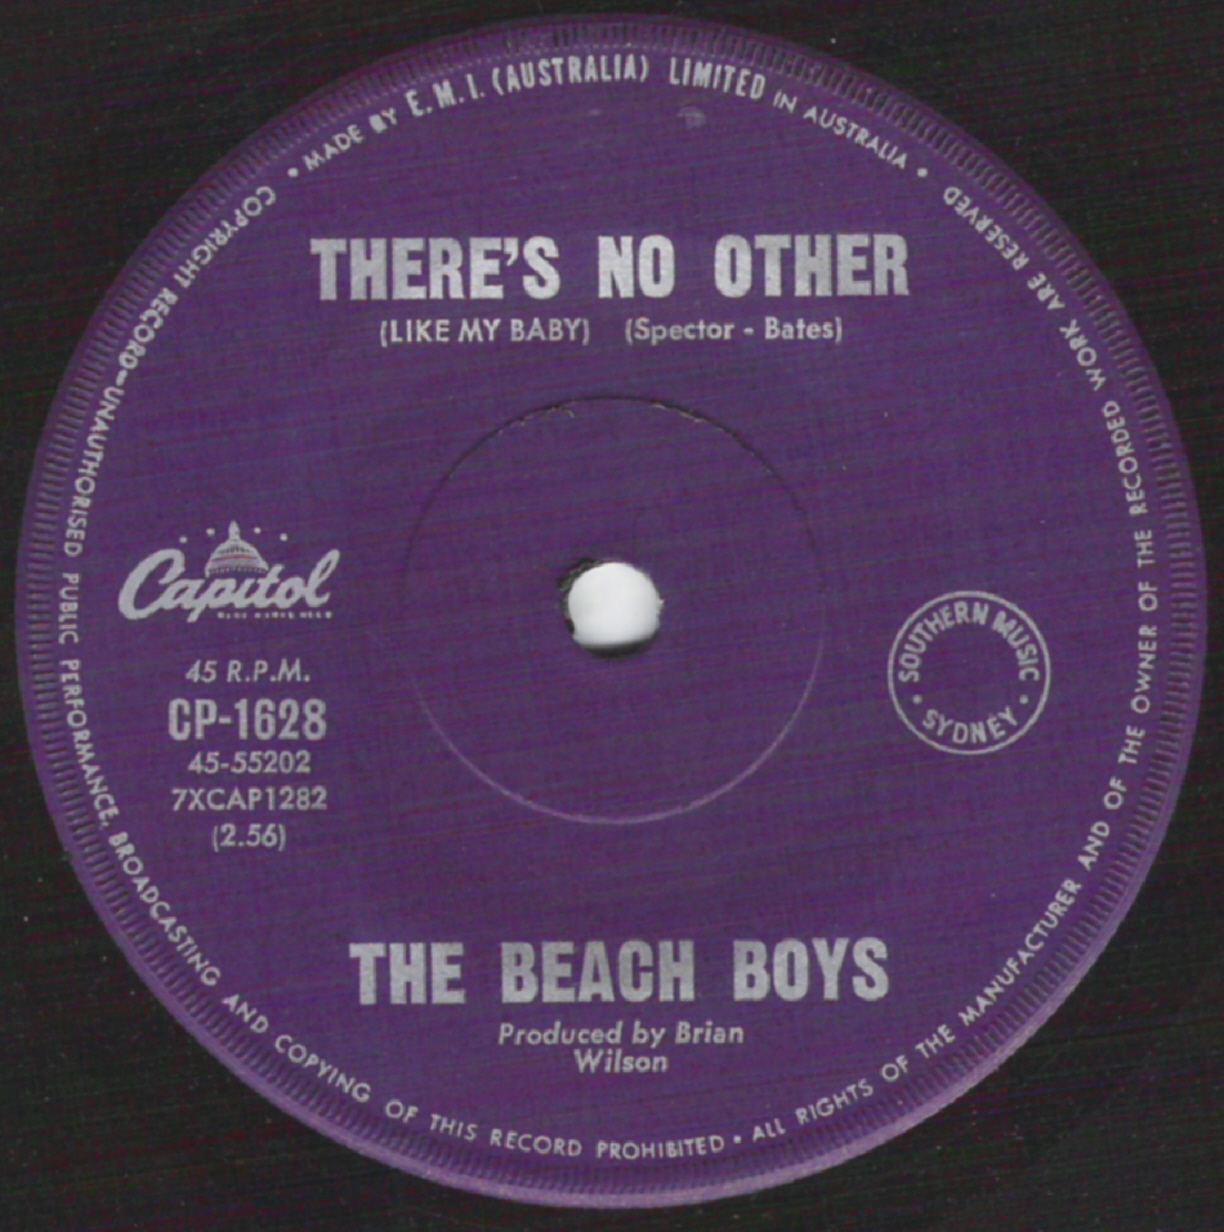 • MADE BY E.M.I. (AUSTRALIA) LIMITED IN AUSTRALIA •
THERE'S NO OTHER
(LIKE MY BABY) (Spector - Bates)
Capitol
45 R.P.M.
CP-1628
45-55202
7XCAP1282
(2.56)
SOUTHERN MUSIC
• SYDNEY •
THE BEACH BOYS
Produced by Brian
Wilson
COPYRIGHT RECORD—UNAUTHORISED PUBLIC PERFORMANCE, BROADCASTING AND COPYING OF THIS RECORD PROHIBITED • ALL RIGHTS OF THE MANUFACTURER AND OF THE OWNER OF THE RECORDED WORK ARE RESERVED